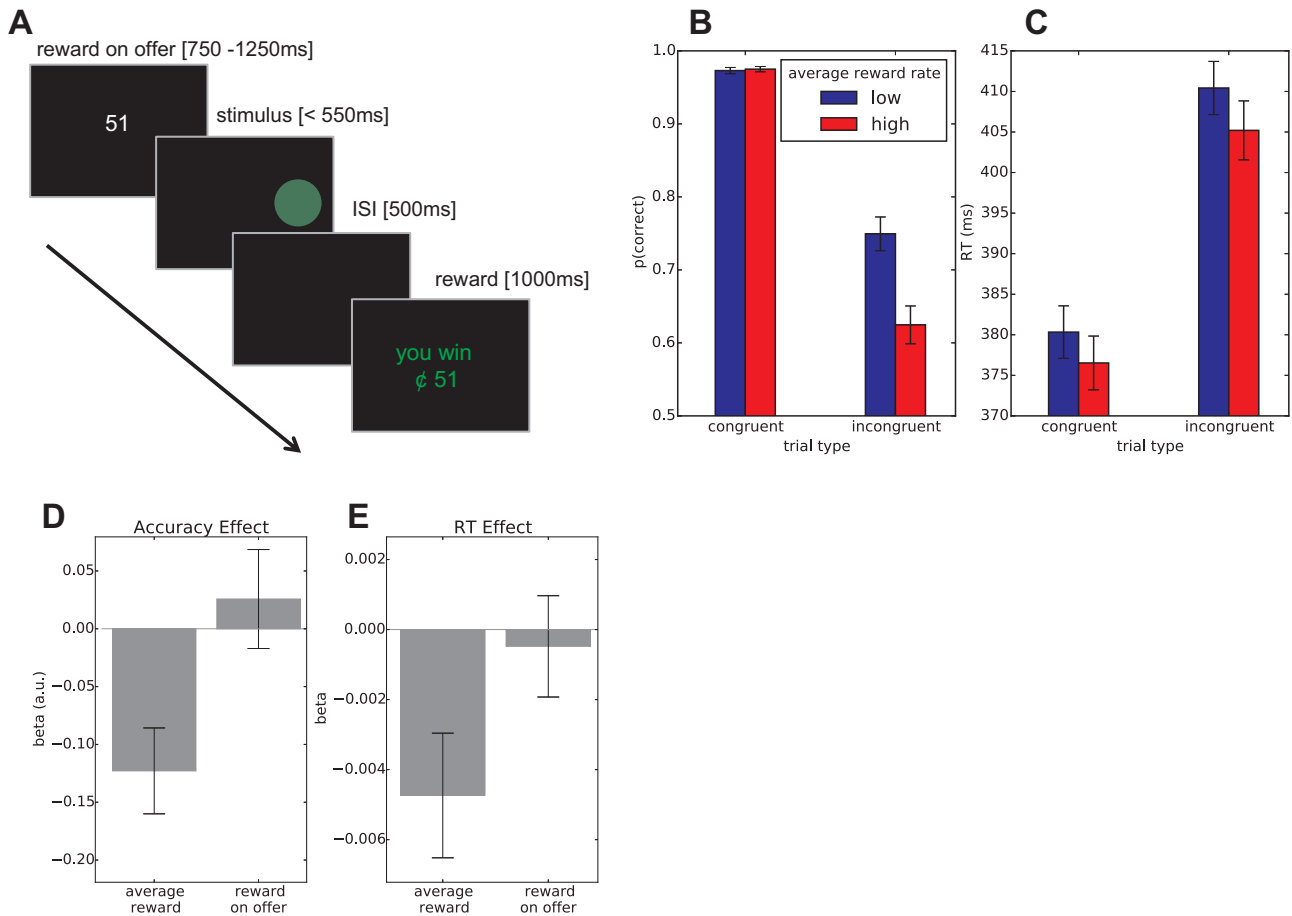 A
reward on offer [750 -1250ms]
51
stimulus [< 550ms]
ISI [500ms]
reward [1000ms]
you win
¢ 51
B
1.0
0.9
0.8
0.7
0.6
0.5
p(correct)
average reward rate
low
high
congruent
incongruent
trial type
C
415
410
405
400
395
390
385
380
375
370
RT (ms)
congruent
incongruent
trial type
D
Accuracy Effect
0.05
0.00
−0.05
−0.10
−0.15
−0.20
beta (a.u.)
average
reward
reward
on offer
E
RT Effect
0.002
0.000
−0.002
−0.004
−0.006
beta
average
reward
reward
on offer